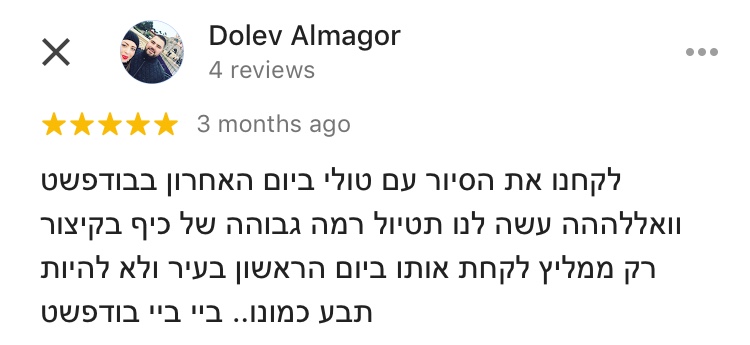 Dolev Almagor
4 reviews
3 months ago
לקחנו את הסיור עם טולי ביום האחרון בבודפשט
וואלההה עשה לנו תטיול רמה גבוהה של כיף בקיצור
רק ממליץ לקחת אותו ביום הראשון בעיר ולא להיות
תבע כמונו.. ביי ביי בודפשט